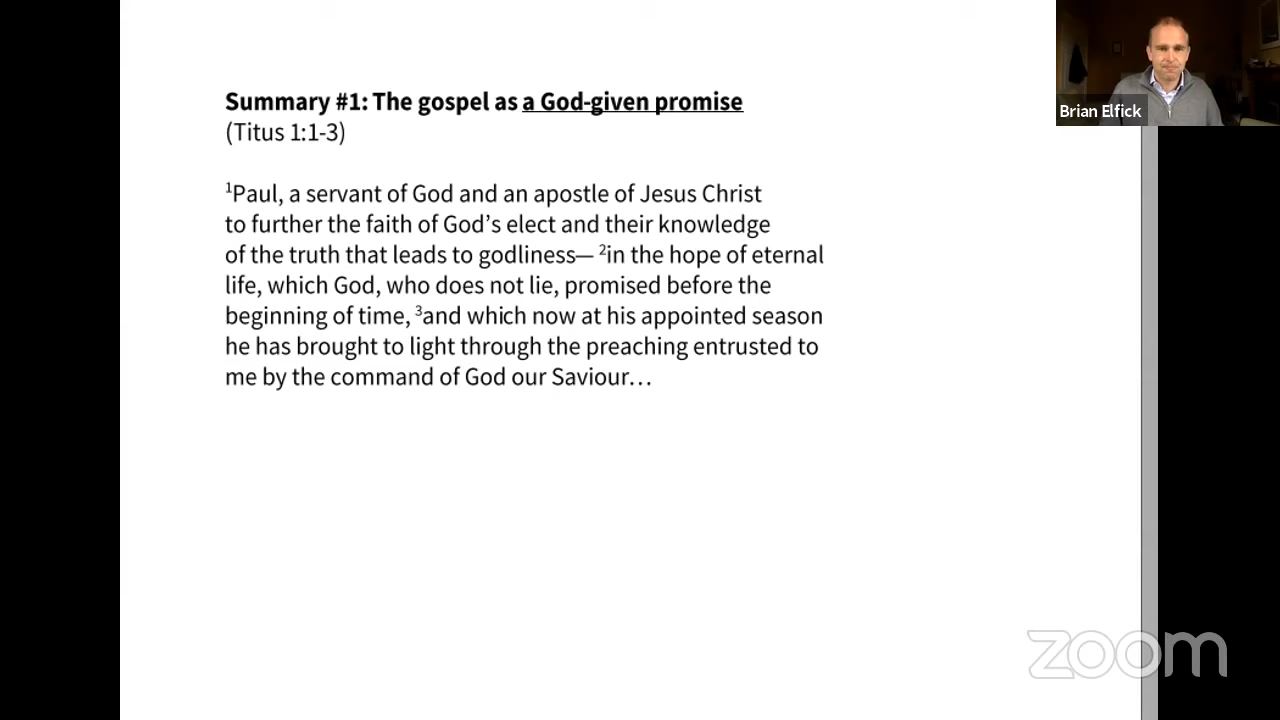 Summary #1: The gospel as a God-given promise
(Titus 1:1-3)
¹Paul, a servant of God and an apostle of Jesus Christ
to further the faith of God’s elect and their knowledge
of the truth that leads to godliness— ²in the hope of eternal
life, which God, who does not lie, promised before the
beginning of time, ³and which now at his appointed season
he has brought to light through the preaching entrusted to
me by the command of God our Saviour…
Brian Elfick
zoom